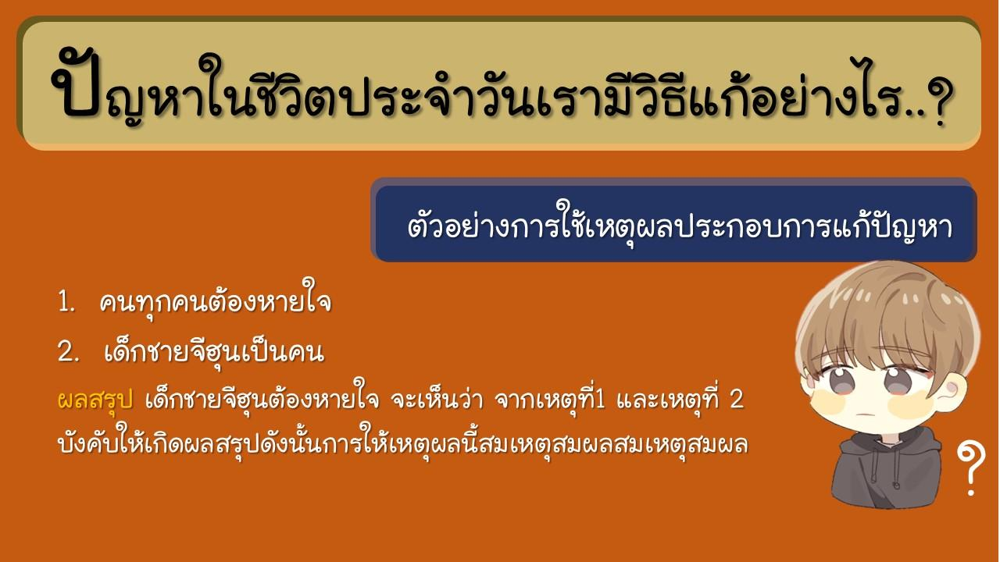 ปัญหาในชีวิตประจำวันเรามีวิธีแก้อย่างไร..?
ตัวอย่างการใช้เหตุผลประกอบการแก้ปัญหา
1. คนทุกคนต้องหายใจ
2. เด็กชายจีฮุนเป็นคน
ผลสรุป เด็กชายจีฮุนต้องหายใจ จะเห็นว่า จากเหตุที่1 และเหตุที่ 2
บังคับให้เกิดผลสรุปดังนั้นการให้เหตุผลนี้สมเหตุสมผลสมเหตุสมผล
?